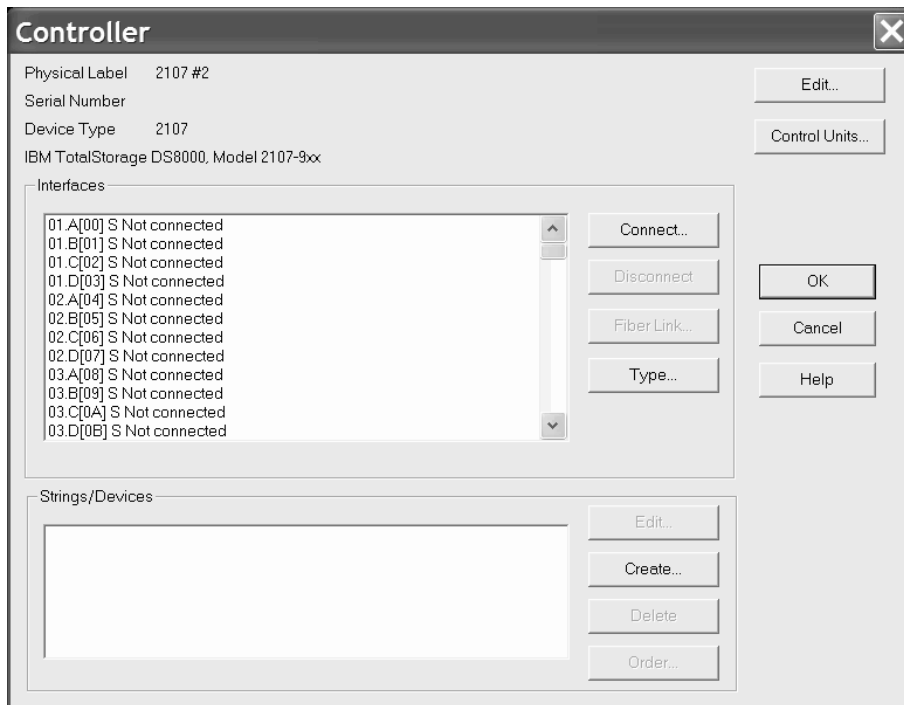 Controller
Physical Label 2107 #2
Edit...
Serial Number
Device Type 2107
Control Units...
IBM TotalStorage DS8000, Model 2107-9xx
Interfaces
01.A[00] S Not connected
01.B[01] S Not connected
01.C[02] S Not connected
01.D[03] S Not connected
02.A[04] S Not connected
02.B[05] S Not connected
02.C[06] S Not connected
02.D[07] S Not connected
03.A[08] S Not connected
03.B[09] S Not connected
03.C[0A] S Not connected
03.D[0B] S Not connected
Connect...
Disconnect
Fiber Link...
Type...
OK
Cancel
Help
Strings/Devices
Edit...
Create...
Delete
Order...